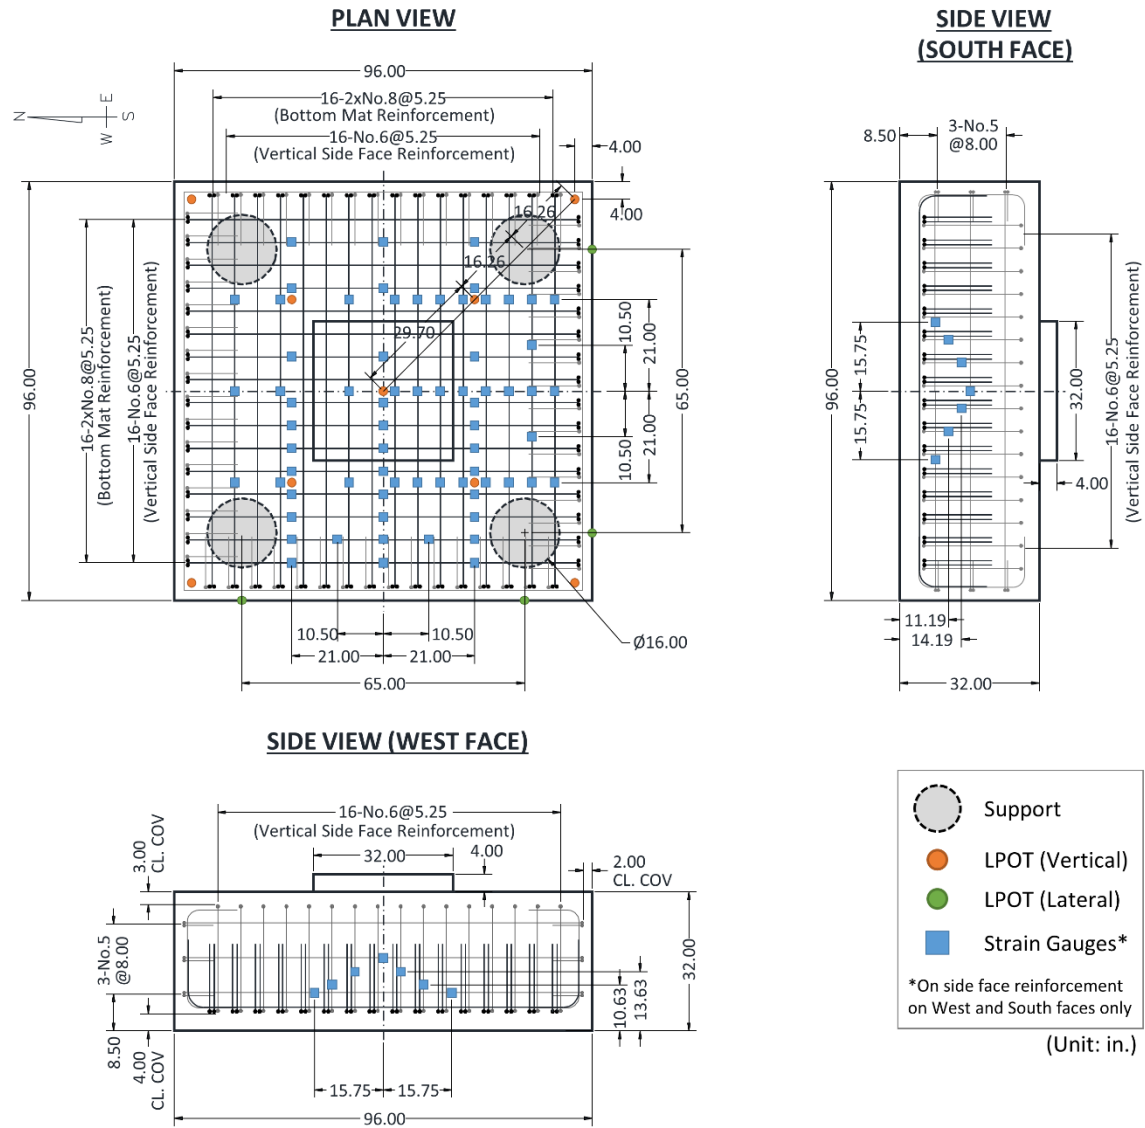 PLAN VIEW
SIDE VIEW
(SOUTH FACE)
96.00
16-2xNo.8@5.25
(Bottom Mat Reinforcement)
16-No.6@5.25
(Vertical Side Face Reinforcement)
N
E
S
W
4.00
4.00
16.26
16.26
29.70
96.00
16-2xNo.8@5.25
(Bottom Mat Reinforcement)
16-No.6@5.25
(Vertical Side Face Reinforcement)
10.50
21.00
10.50
21.00
65.00
10.50
10.50
21.00
21.00
65.00
Ø16.00
8.50
3-No.5
@8.00
15.75
15.75
96.00
32.00
4.00
16-No.6@5.25
(Vertical Side Face Reinforcement)
11.19
14.19
32.00
SIDE VIEW (WEST FACE)
16-No.6@5.25
(Vertical Side Face Reinforcement)
32.00
4.00
2.00
CL. COV
3.00
CL. COV
3-No.5
@8.00
8.50
4.00
CL. COV
10.63
13.63
32.00
15.75
15.75
96.00
Support
LPOT (Vertical)
LPOT (Lateral)
Strain Gauges*
*On side face reinforcement
on West and South faces only
(Unit: in.)